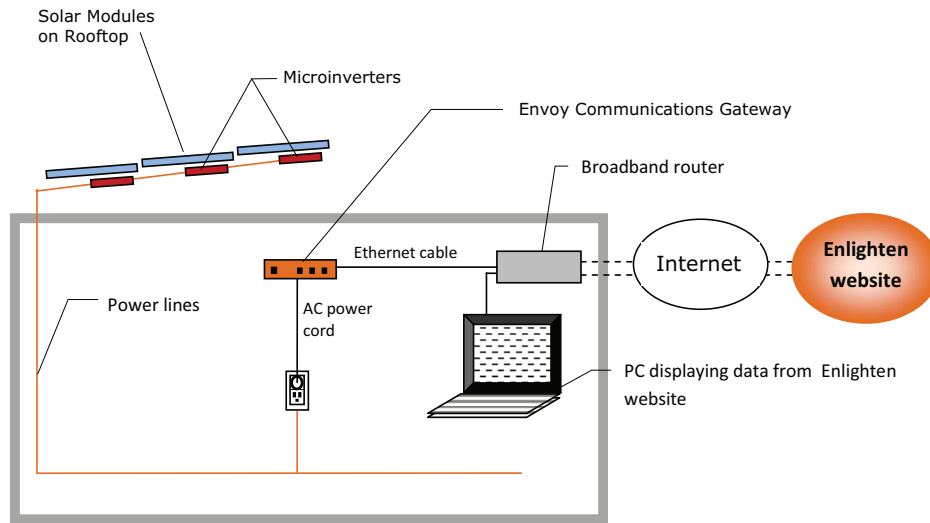 Solar Modules
on Rooftop
Microinverters
Envoy Communications Gateway
Broadband router
Ethernet cable
Internet
Enlighten
website
Power lines
AC power
cord
PC displaying data from Enlighten
website